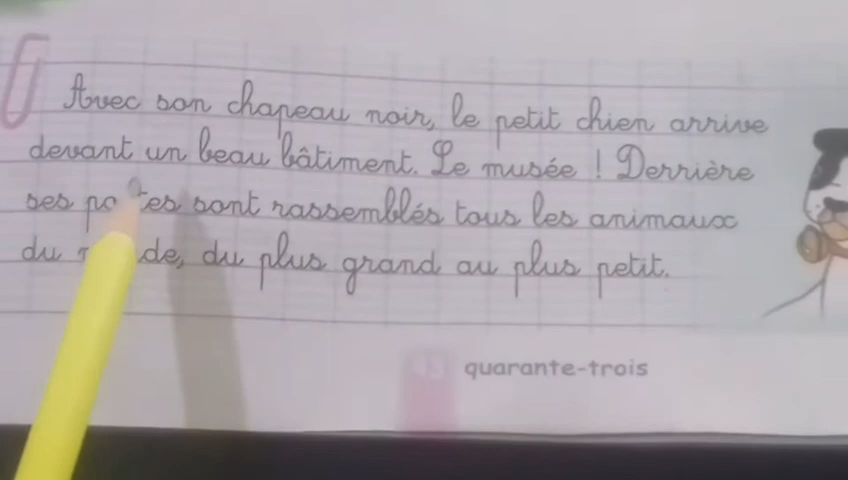 Avec son chapeau noir, le petit chien arrive
devant un beau bâtiment. Le musée ! Derrière
ses sont rassemblés tous les animaux
du du plus grand au plus petit.
quarante-trois